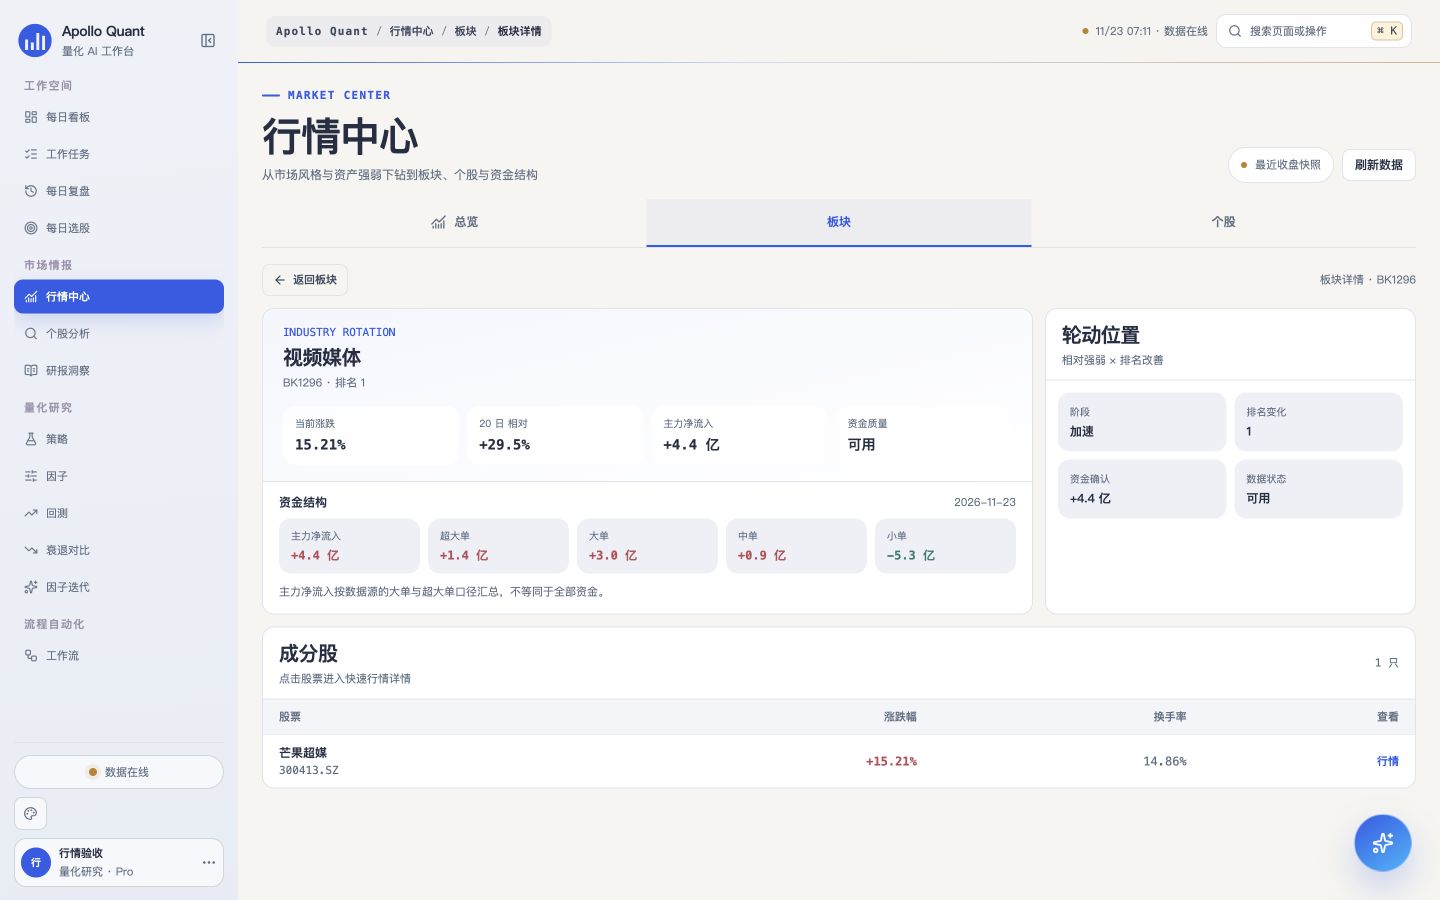 Apollo Quant
量化 AI 工作台
工作空间
每日看板
工作任务
每日复盘
每日选股
市场情报
行情中心
个股分析
研报洞察
量化研究
策略
因子
回测
衰退对比
因子迭代
流程自动化
工作流
数据在线
行
行情验收
量化研究 · Pro
Apollo Quant / 行情中心 / 板块 / 板块详情
11/23 07:11 · 数据在线
搜索页面或操作
⌘ K
MARKET CENTER
行情中心
从市场风格与资产强弱下钻到板块、个股与资金结构
最近收盘快照
刷新数据
总览
板块
个股
返回板块
板块详情 · BK1296
INDUSTRY ROTATION
视频媒体
BK1296 · 排名 1
当前涨跌
15.21%
20 日 相对
+29.5%
主力净流入
+4.4 亿
资金质量
可用
资金结构
2026-11-23
主力净流入
+4.4 亿
超大单
+1.4 亿
大单
+3.0 亿
中单
+0.9 亿
小单
-5.3 亿
主力净流入按数据源的大单与超大单口径汇总，不等同于全部资金。
轮动位置
相对强弱 × 排名改善
阶段
加速
排名变化
1
资金确认
+4.4 亿
数据状态
可用
成分股
点击股票进入快速行情详情
1 只
股票
涨跌幅
换手率
查看
芒果超媒
300413.SZ
+15.21%
14.86%
行情